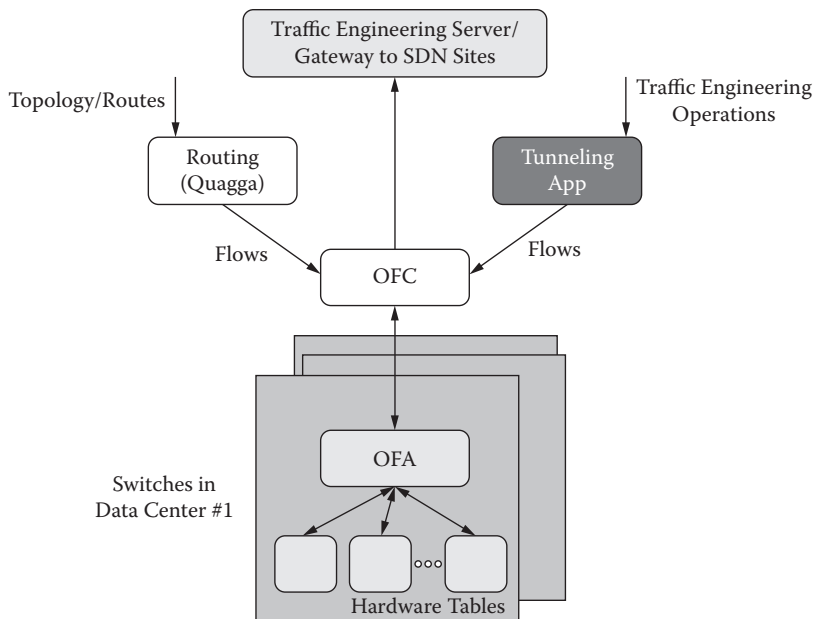 Traffic Engineering Server/
Gateway to SDN Sites
Topology/Routes
Traffic Engineering
Operations
Routing
(Quagga)
Tunneling
App
Flows
Flows
OFC
OFA
Switches in
Data Center #1
Hardware Tables